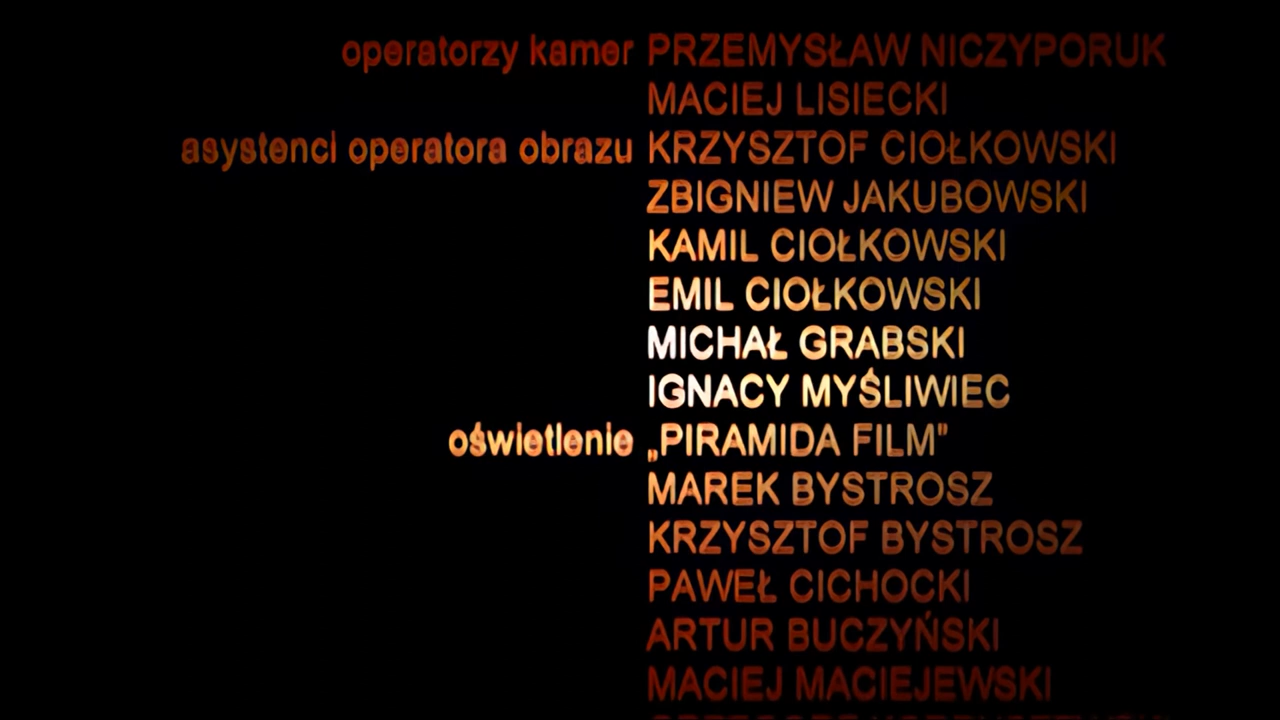 operatorzy kamer PRZEMYSŁAW NICZYPORUK
MACIEJ LISIECKI
asystenci operatora obrazu KRZYSZTOF CIOŁKOWSKI
ZBIGNIEW JAKUBOWSKI
KAMIL CIOŁKOWSKI
EMIL CIOŁKOWSKI
MICHAŁ GRABSKI
IGNACY MYŚLIWIEC
oświetlenie „PIRAMIDA FILM”
MAREK BYSTROSZ
KRZYSZTOF BYSTROSZ
PAWEŁ CICHOCKI
ARTUR BUCZYŃSKI
MACIEJ MACIEJEWSKI